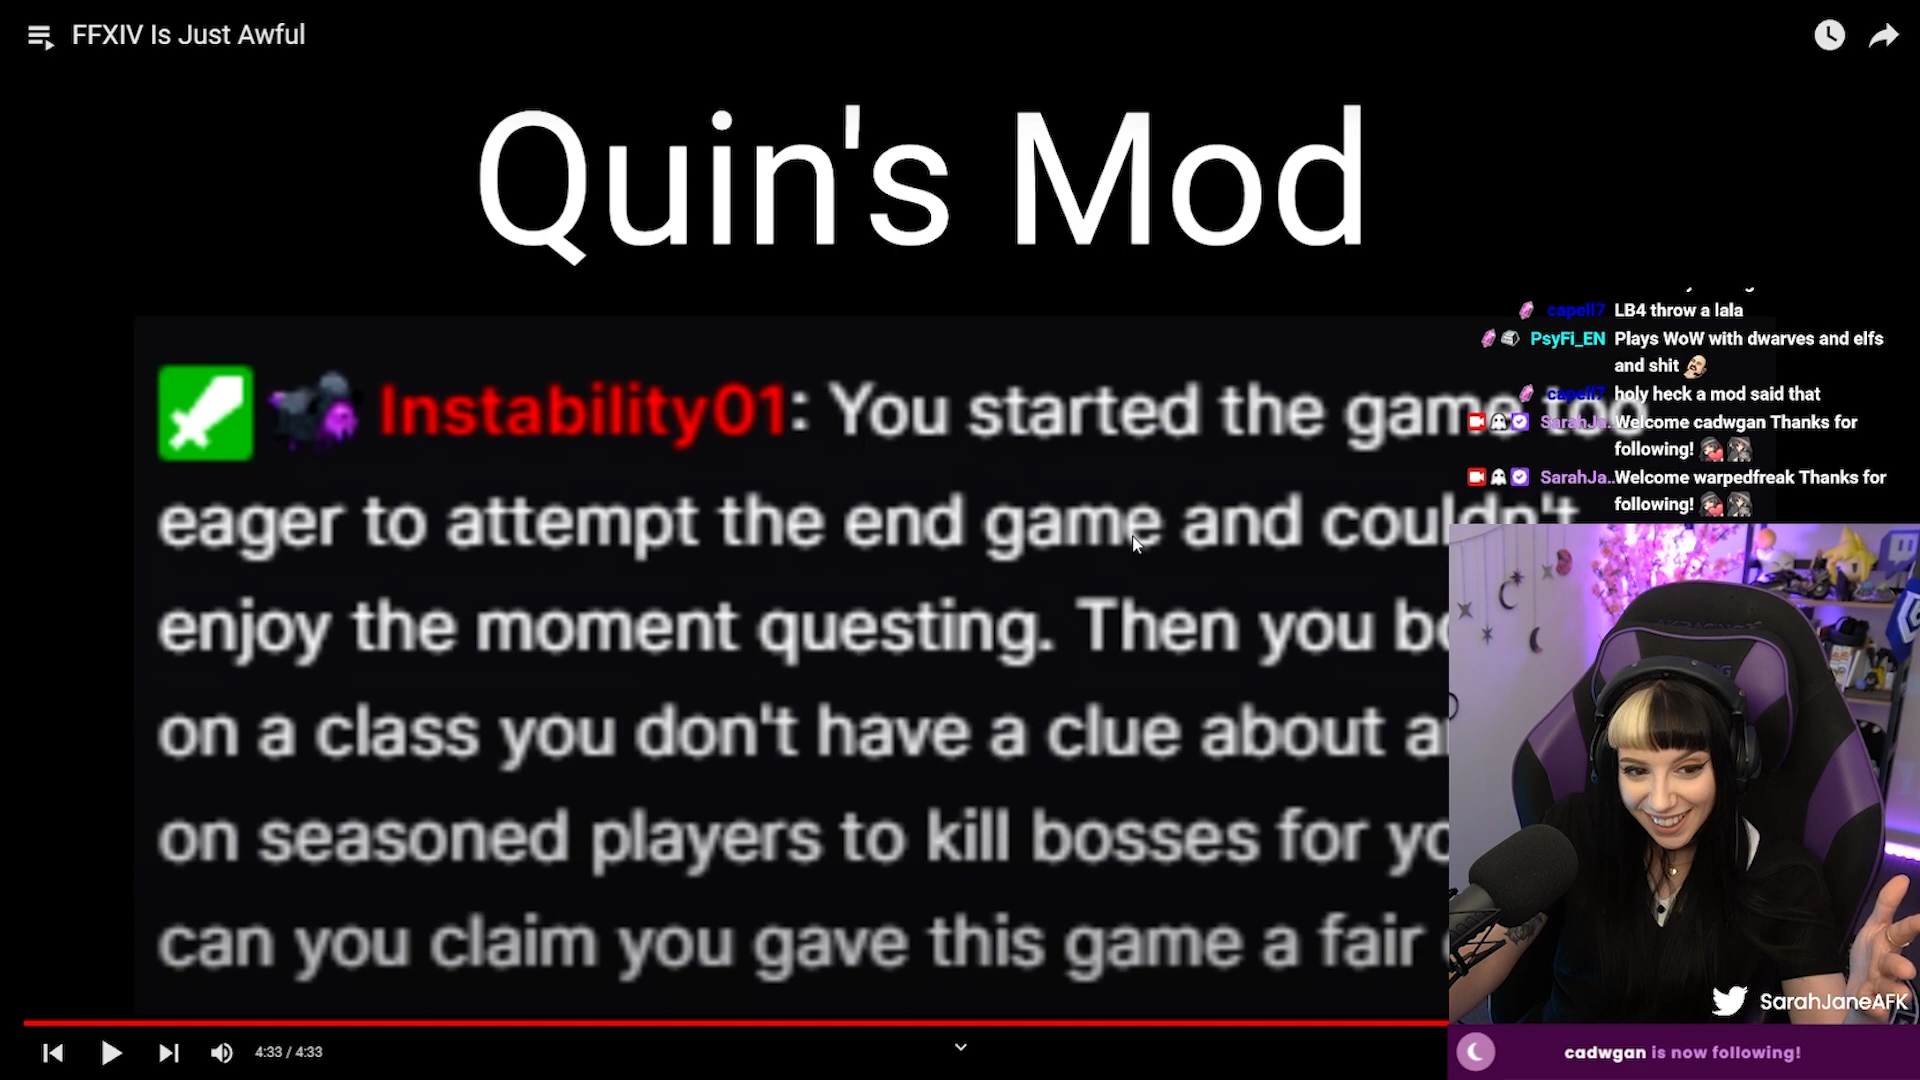 FFXIV Is Just Awful
Quin's Mod
Instability01: You started the game
eager to attempt the end game and couldn't
enjoy the moment questing. Then you
on a class you don't have a clue about
on seasoned players to kill bosses for
can you claim you gave this game a fair
capell7 LB4 throw a lala
PsyFi_EN Plays WoW with dwarves and elfs
and shit
capell7 holy heck a mod said that
SarahJa..Welcome cadwgan Thanks for
following!
SarahJa..Welcome warpedfreak Thanks for
following!
SarahJaneAFK
cadwgan is now following!
4:33 / 4:33